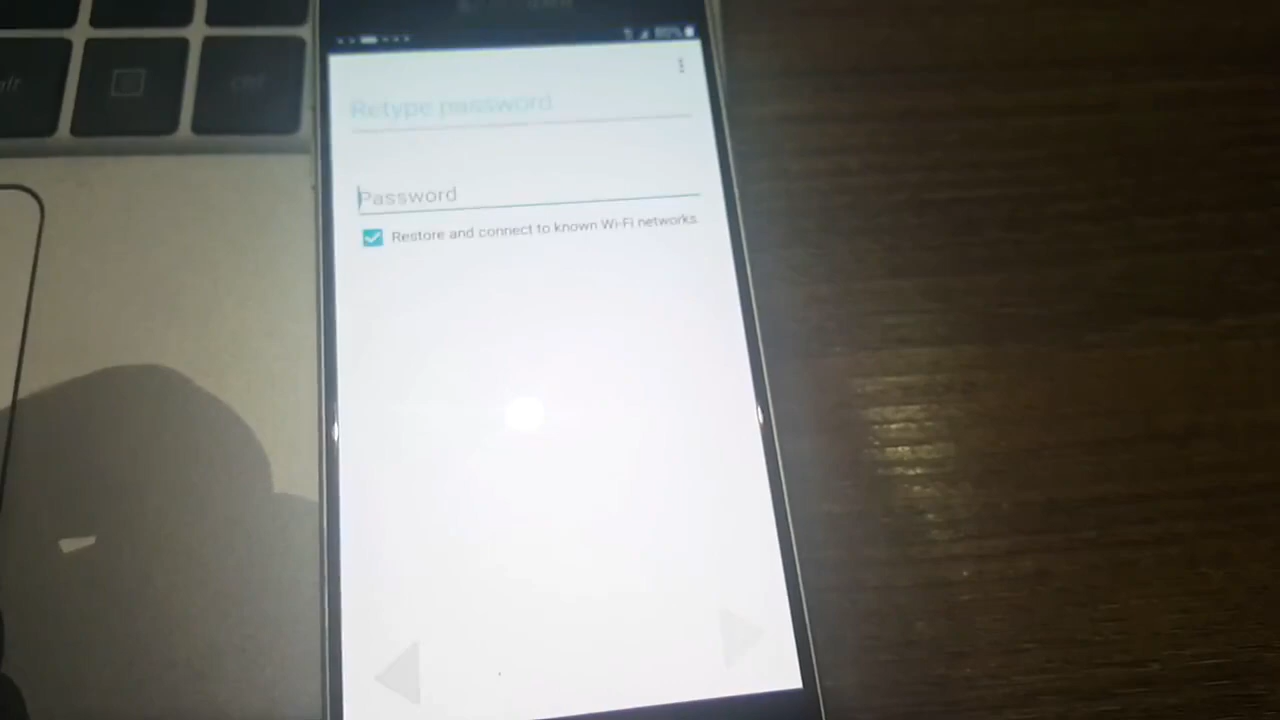 Retype password
Password
Restore and connect to known Wi-Fi networks.